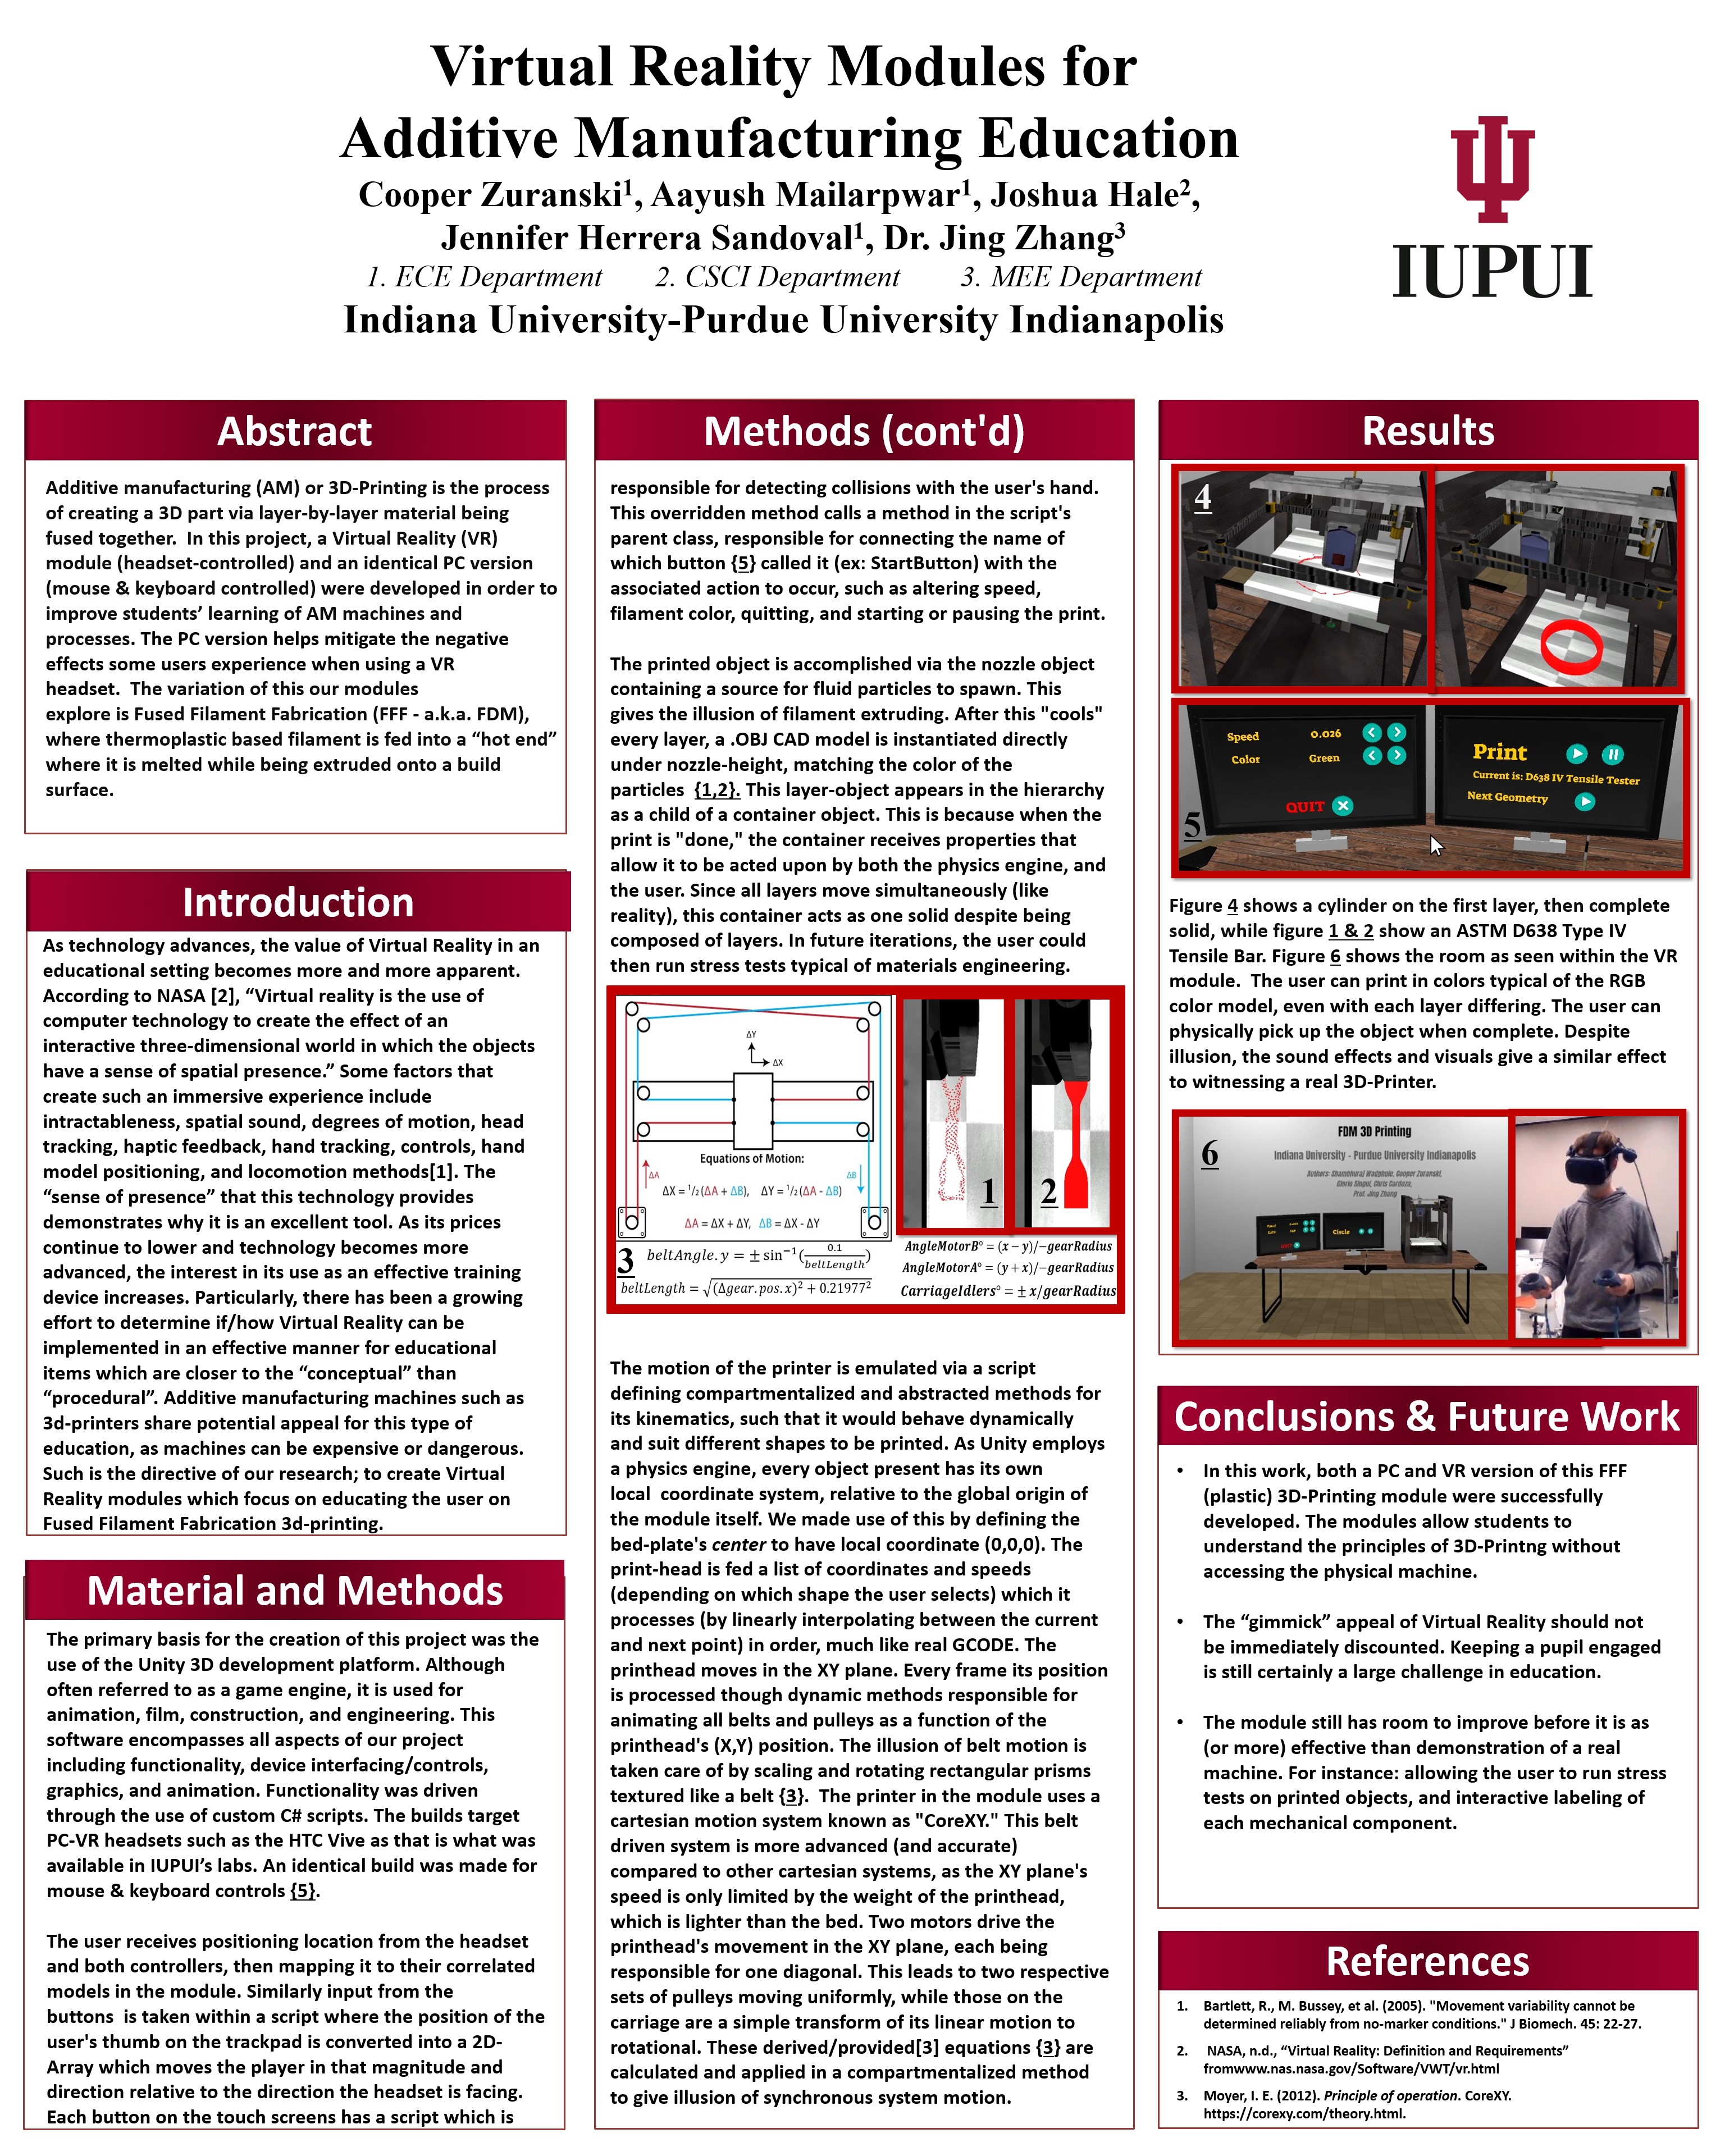 Virtual Reality Modules for
Additive Manufacturing Education
Cooper Zuranski1, Aayush Mailarpwar1, Joshua Hale2,
Jennifer Herrera Sandoval1, Dr. Jing Zhang3
1. ECE Department 2. CSCI Department 3. MEE Department
Indiana University-Purdue University Indianapolis
IUPUI
Abstract
Additive manufacturing (AM) or 3D-Printing is the process
of creating a 3D part via layer-by-layer material being
fused together. In this project, a Virtual Reality (VR)
module (headset-controlled) and an identical PC version
(mouse & keyboard controlled) were developed in order to
improve students’ learning of AM machines and
processes. The PC version helps mitigate the negative
effects some users experience when using a VR
headset. The variation of this our modules
explore is Fused Filament Fabrication (FFF - a.k.a. FDM),
where thermoplastic based filament is fed into a “hot end”
where it is melted while being extruded onto a build
surface.
Introduction
As technology advances, the value of Virtual Reality in an
educational setting becomes more and more apparent.
According to NASA [2], “Virtual reality is the use of
computer technology to create the effect of an
interactive three-dimensional world in which the objects
have a sense of spatial presence.” Some factors that
create such an immersive experience include
intractableness, spatial sound, degrees of motion, head
tracking, haptic feedback, hand tracking, controls, hand
model positioning, and locomotion methods[1]. The
“sense of presence” that this technology provides
demonstrates why it is an excellent tool. As its prices
continue to lower and technology becomes more
advanced, the interest in its use as an effective training
device increases. Particularly, there has been a growing
effort to determine if/how Virtual Reality can be
implemented in an effective manner for educational
items which are closer to the “conceptual” than
“procedural”. Additive manufacturing machines such as
3d-printers share potential appeal for this type of
education, as machines can be expensive or dangerous.
Such is the directive of our research; to create Virtual
Reality modules which focus on educating the user on
Fused Filament Fabrication 3d-printing.
Material and Methods
The primary basis for the creation of this project was the
use of the Unity 3D development platform. Although
often referred to as a game engine, it is used for
animation, film, construction, and engineering. This
software encompasses all aspects of our project
including functionality, device interfacing/controls,
graphics, and animation. Functionality was driven
through the use of custom C# scripts. The builds target
PC-VR headsets such as the HTC Vive as that is what was
available in IUPUI’s labs. An identical build was made for
mouse & keyboard controls {5}.
The user receives positioning location from the headset
and both controllers, then mapping it to their correlated
models in the module. Similarly input from the
buttons is taken within a script where the position of the
user's thumb on the trackpad is converted into a 2D-
Array which moves the player in that magnitude and
direction relative to the direction the headset is facing.
Each button on the touch screens has a script which is
Methods (cont'd)
responsible for detecting collisions with the user's hand.
This overridden method calls a method in the script's
parent class, responsible for connecting the name of
which button {5} called it (ex: StartButton) with the
associated action to occur, such as altering speed,
filament color, quitting, and starting or pausing the print.
The printed object is accomplished via the nozzle object
containing a source for fluid particles to spawn. This
gives the illusion of filament extruding. After this "cools"
every layer, a .OBJ CAD model is instantiated directly
under nozzle-height, matching the color of the
particles {1,2}. This layer-object appears in the hierarchy
as a child of a container object. This is because when the
print is "done," the container receives properties that
allow it to be acted upon by both the physics engine, and
the user. Since all layers move simultaneously (like
reality), this container acts as one solid despite being
composed of layers. In future iterations, the user could
then run stress tests typical of materials engineering.
ΔY
ΔX
Equations of Motion:
ΔA
ΔB
ΔX = 1/2 (ΔA + ΔB), ΔY = 1/2 (ΔA - ΔB)
ΔA = ΔX + ΔY, ΔB = ΔX - ΔY
1
2
3
beltAngle.y = ± sin−1(0.1/beltLength)
beltLength = √(Δgear.pos.x)2 + 0.219772
AngleMotorB° = (x − y)/−gearRadius
AngleMotorA° = (y + x)/−gearRadius
CarriageIdlers° = ± x/gearRadius
The motion of the printer is emulated via a script
defining compartmentalized and abstracted methods for
its kinematics, such that it would behave dynamically
and suit different shapes to be printed. As Unity employs
a physics engine, every object present has its own
local coordinate system, relative to the global origin of
the module itself. We made use of this by defining the
bed-plate's center to have local coordinate (0,0,0). The
print-head is fed a list of coordinates and speeds
(depending on which shape the user selects) which it
processes (by linearly interpolating between the current
and next point) in order, much like real GCODE. The
printhead moves in the XY plane. Every frame its position
is processed though dynamic methods responsible for
animating all belts and pulleys as a function of the
printhead's (X,Y) position. The illusion of belt motion is
taken care of by scaling and rotating rectangular prisms
textured like a belt {3}. The printer in the module uses a
cartesian motion system known as "CoreXY." This belt
driven system is more advanced (and accurate)
compared to other cartesian systems, as the XY plane's
speed is only limited by the weight of the printhead,
which is lighter than the bed. Two motors drive the
printhead's movement in the XY plane, each being
responsible for one diagonal. This leads to two respective
sets of pulleys moving uniformly, while those on the
carriage are a simple transform of its linear motion to
rotational. These derived/provided[3] equations {3} are
calculated and applied in a compartmentalized method
to give illusion of synchronous system motion.
Results
4
Speed 0.026
Color Green
QUIT
Print
Current is: D638 IV Tensile Tester
Next Geometry
5
Figure 4 shows a cylinder on the first layer, then complete
solid, while figure 1 & 2 show an ASTM D638 Type IV
Tensile Bar. Figure 6 shows the room as seen within the VR
module. The user can print in colors typical of the RGB
color model, even with each layer differing. The user can
physically pick up the object when complete. Despite
illusion, the sound effects and visuals give a similar effect
to witnessing a real 3D-Printer.
6
FDM 3D Printing
Indiana University - Purdue University Indianapolis
Prof. Jing Zhang
Circle
Conclusions & Future Work
• In this work, both a PC and VR version of this FFF
(plastic) 3D-Printing module were successfully
developed. The modules allow students to
understand the principles of 3D-Printng without
accessing the physical machine.
• The “gimmick” appeal of Virtual Reality should not
be immediately discounted. Keeping a pupil engaged
is still certainly a large challenge in education.
• The module still has room to improve before it is as
(or more) effective than demonstration of a real
machine. For instance: allowing the user to run stress
tests on printed objects, and interactive labeling of
each mechanical component.
References
1. Bartlett, R., M. Bussey, et al. (2005). "Movement variability cannot be
determined reliably from no-marker conditions." J Biomech. 45: 22-27.
2. NASA, n.d., “Virtual Reality: Definition and Requirements”
fromwww.nas.nasa.gov/Software/VWT/vr.html
3. Moyer, I. E. (2012). Principle of operation. CoreXY.
https://corexy.com/theory.html.